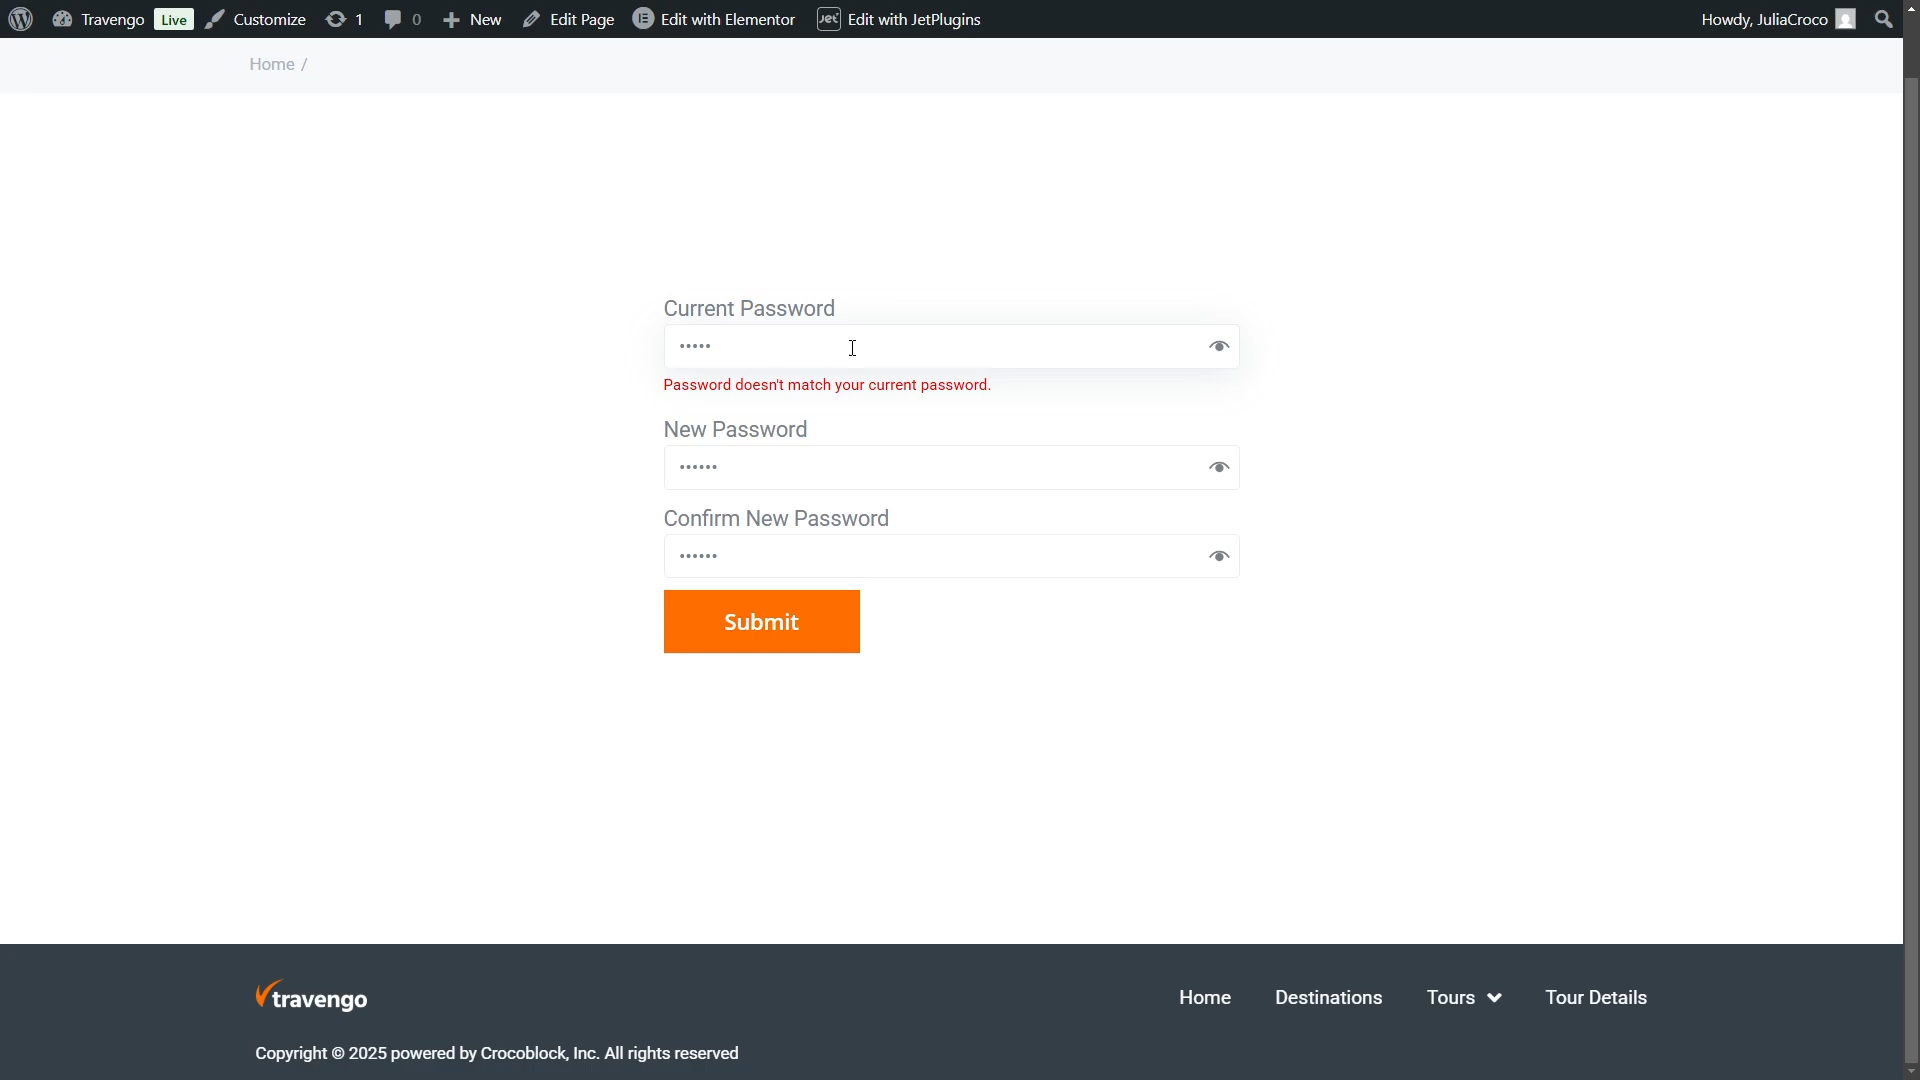 Travengo Live Customize 1 0 New Edit Page Edit with Elementor Jet Edit with JetPlugins Howdy, JuliaCroco
Home /
Current Password
•••••
Password doesn't match your current password.
New Password
••••••
Confirm New Password
••••••
Submit
travengo
Home Destinations Tours Tour Details
Copyright © 2025 powered by Crocoblock, Inc. All rights reserved